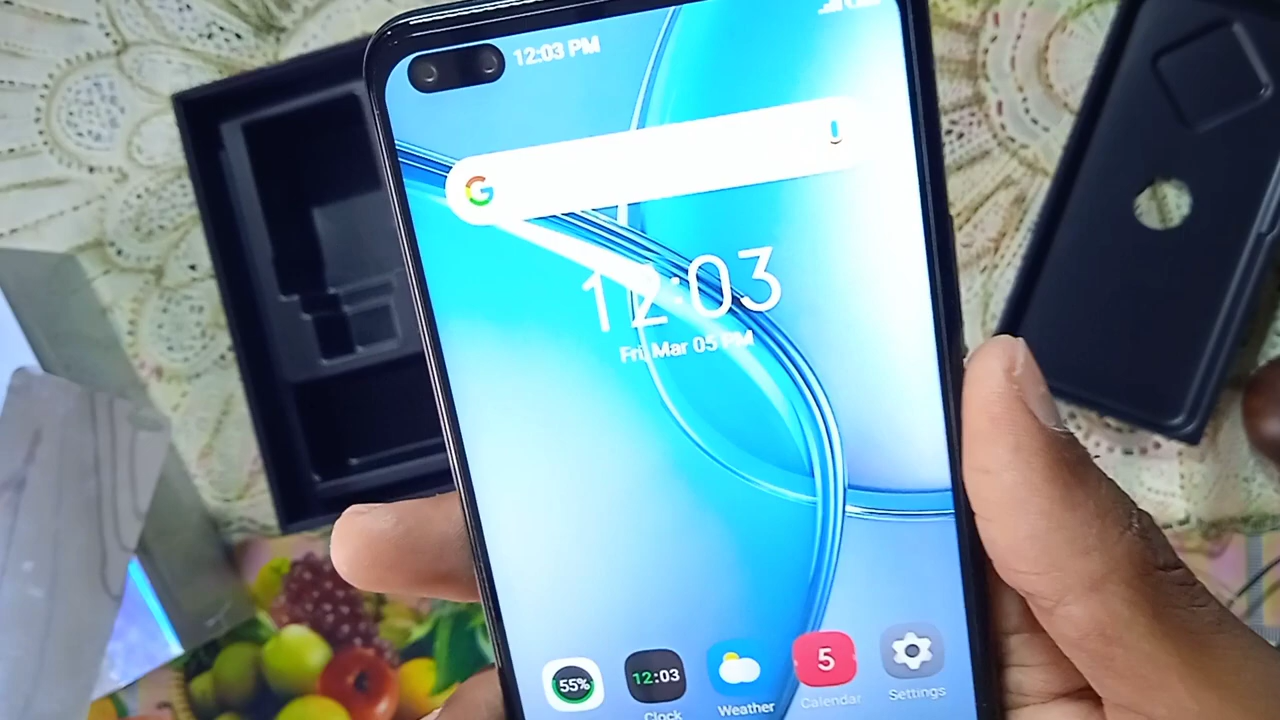 12:03 PM
G
12:03
Fri, Mar 05 PM
55%
12:03
5
Clock
Weather
Calendar
Settings